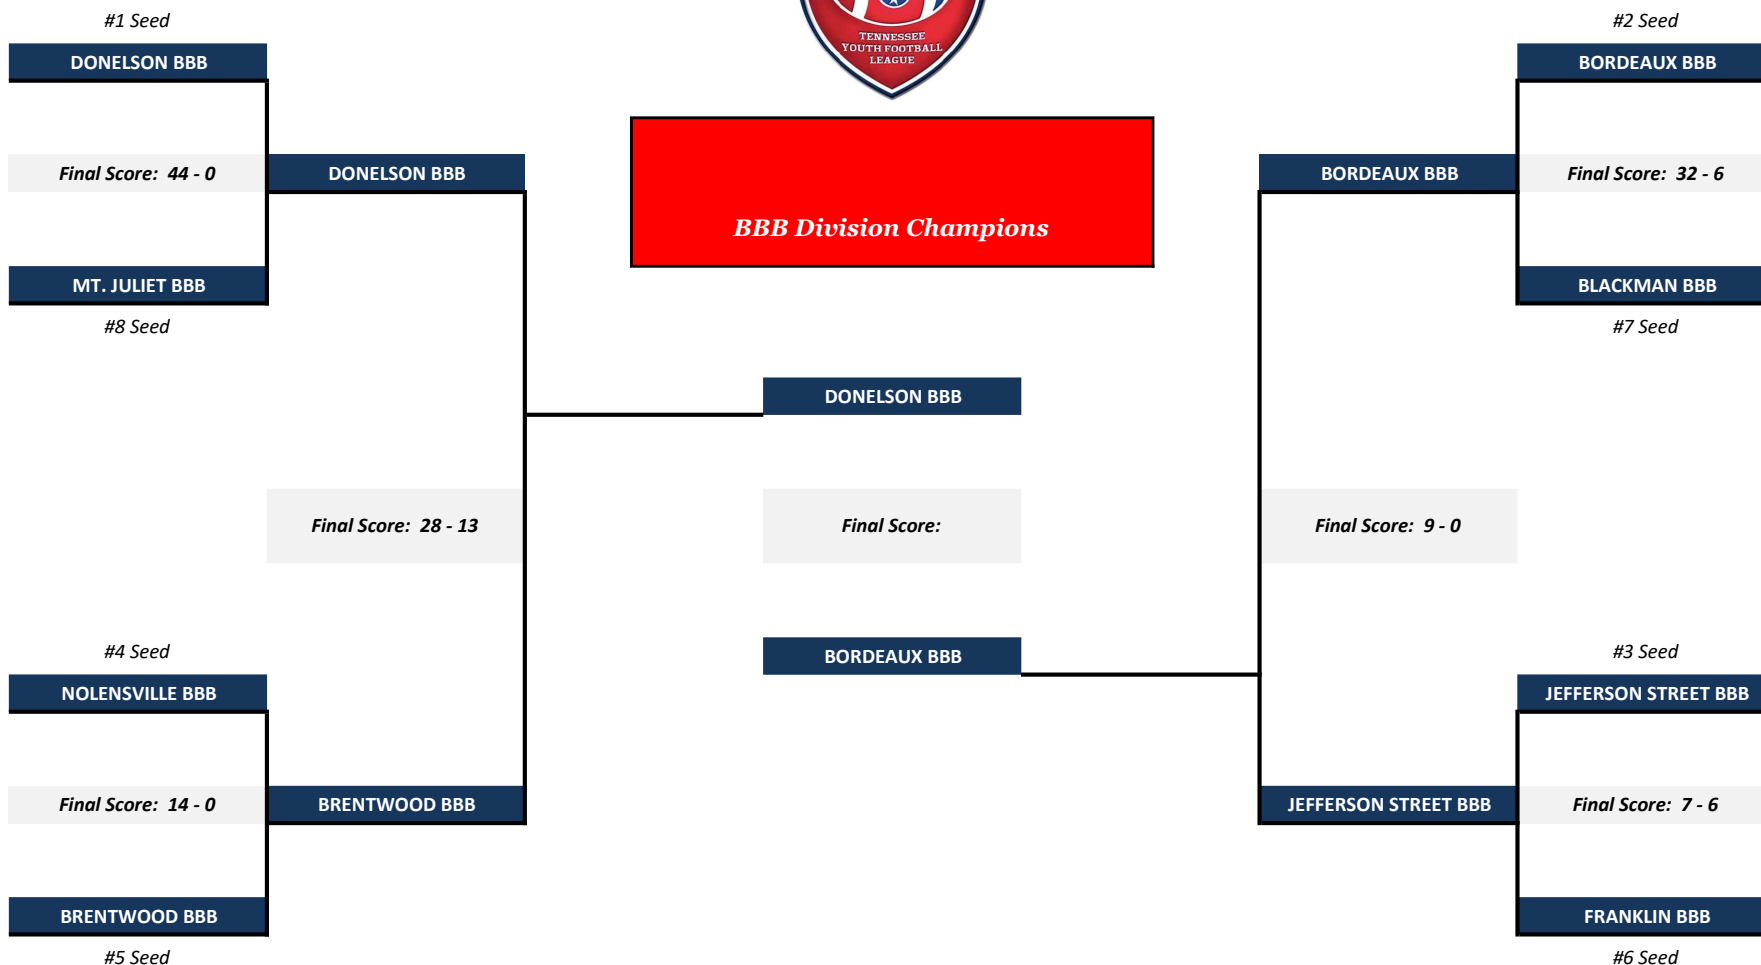 #1 Seed
#2 Seed
TENNESSEE
YOUTH FOOTBALL
LEAGUE
DONELSON BBB
BORDEAUX BBB
Final Score: 44 - 0
DONELSON BBB
BORDEAUX BBB
Final Score: 32 - 6
BBB Division Champions
MT. JULIET BBB
BLACKMAN BBB
#8 Seed
#7 Seed
DONELSON BBB
Final Score: 28 - 13
Final Score:
Final Score: 9 - 0
#4 Seed
BORDEAUX BBB
#3 Seed
NOLENSVILLE BBB
JEFFERSON STREET BBB
Final Score: 14 - 0
BRENTWOOD BBB
JEFFERSON STREET BBB
Final Score: 7 - 6
BRENTWOOD BBB
FRANKLIN BBB
#5 Seed
#6 Seed